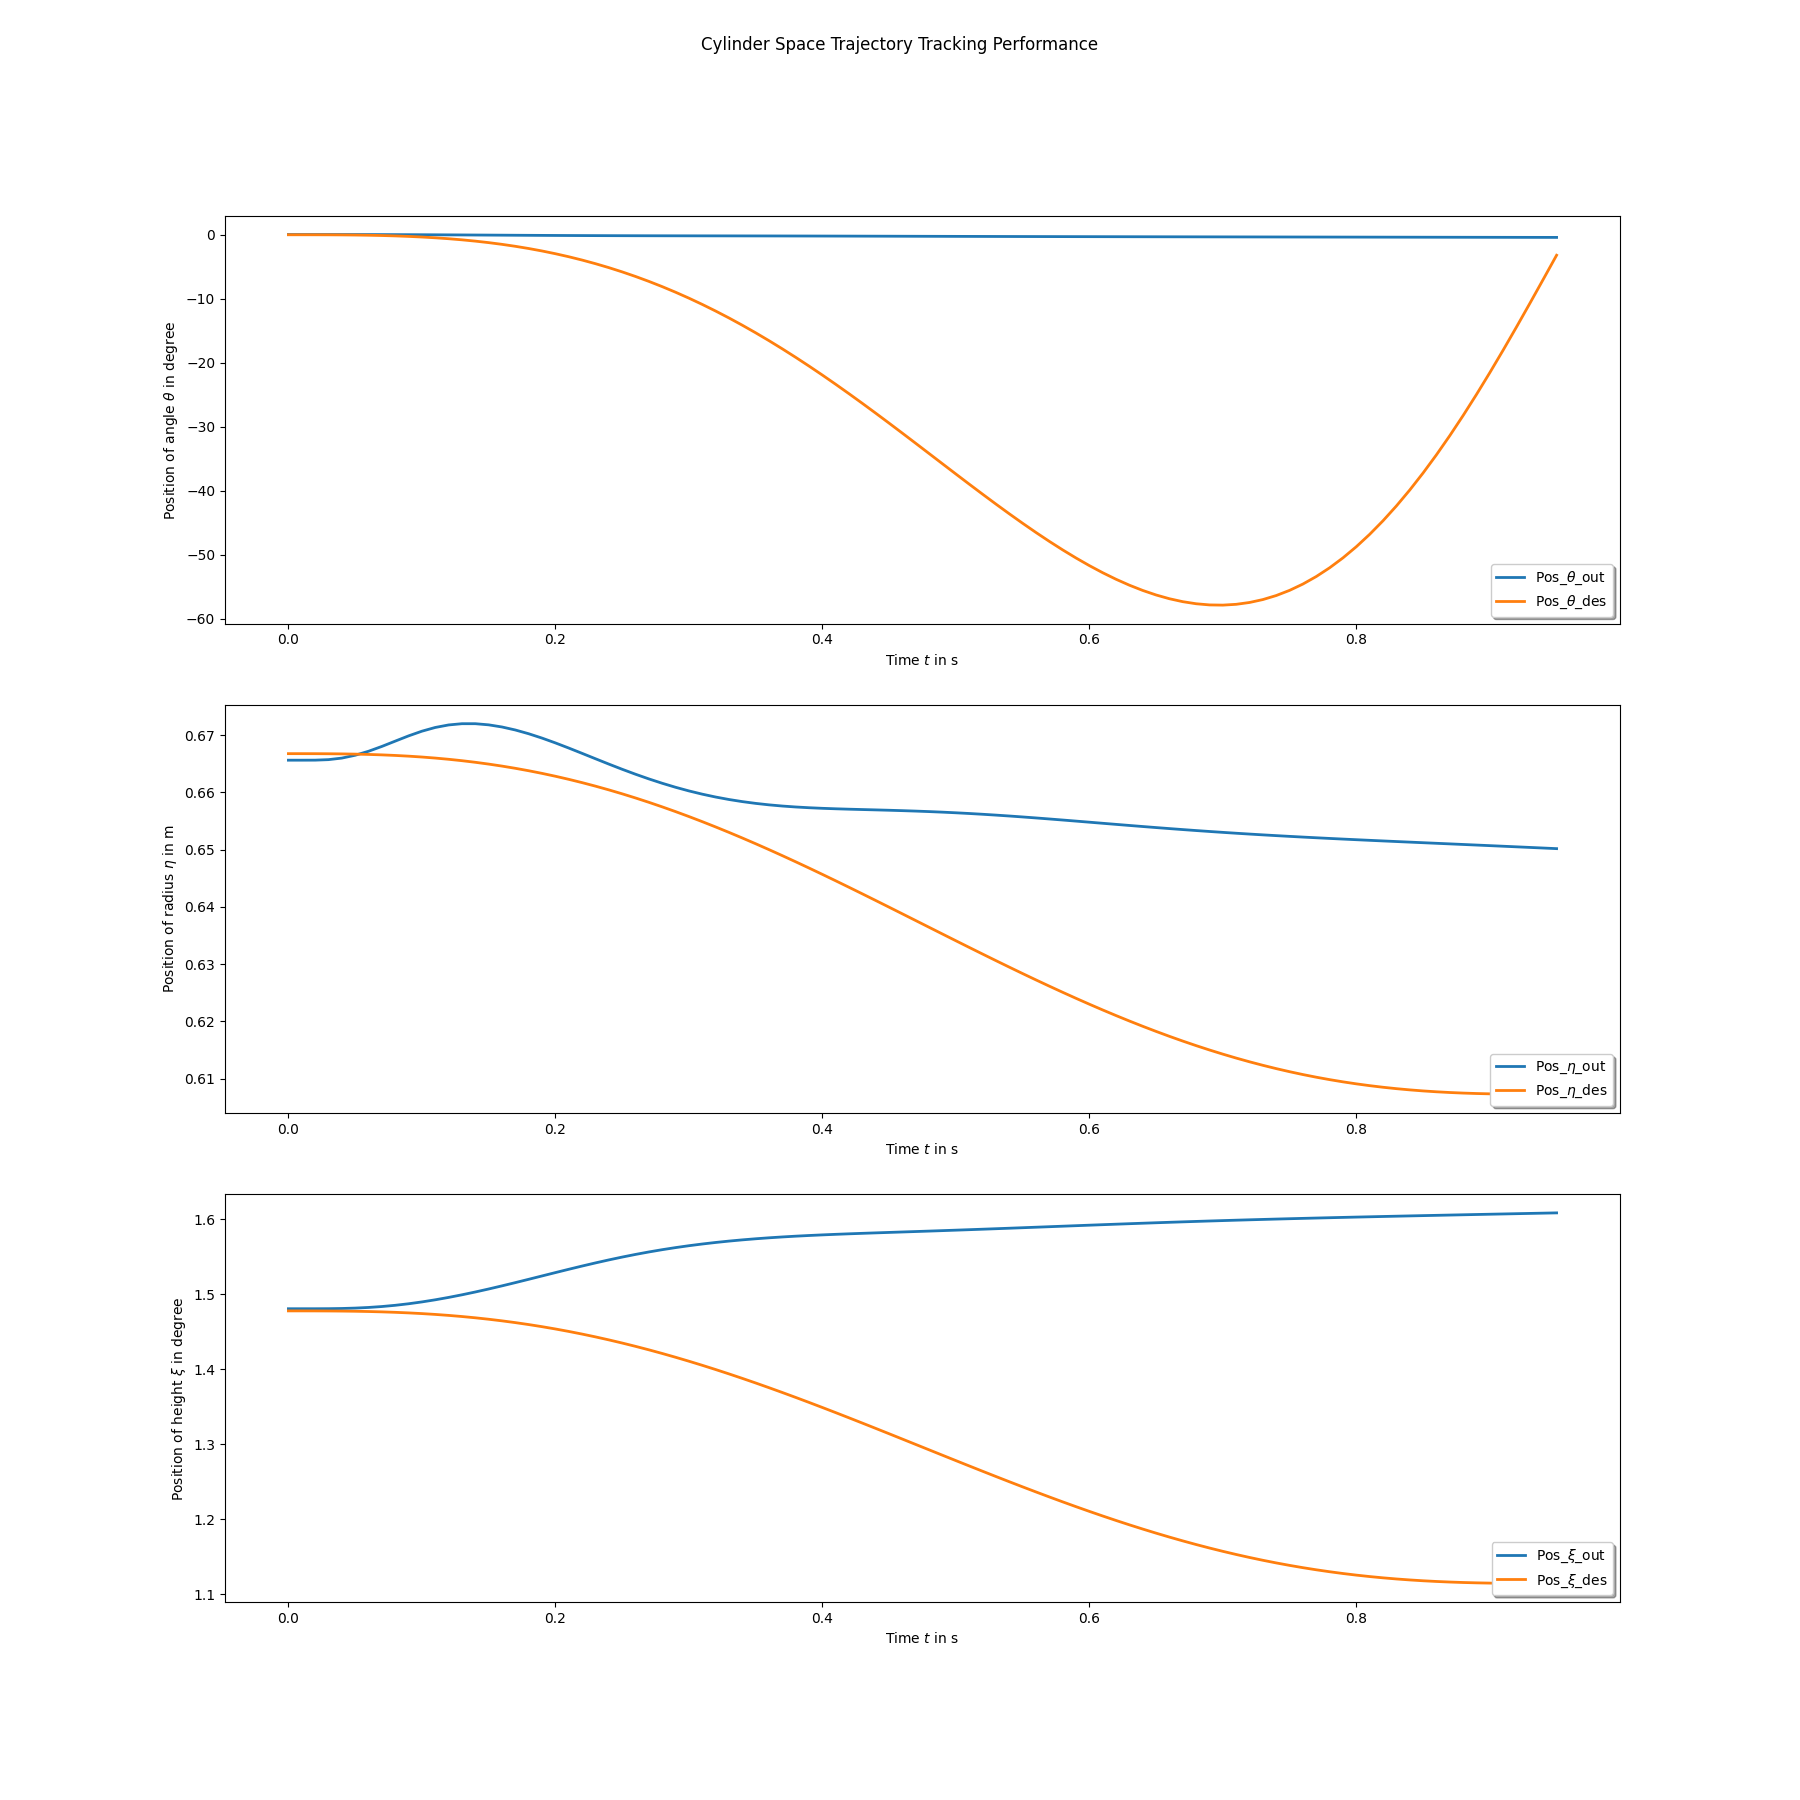 Cylinder Space Trajectory Tracking Performance
Position of angle θ in degree
0
−10
−20
−30
−40
−50
−60
Pos_θ_out
Pos_θ_des
0.0 0.2 0.4 0.6 0.8
Time t in s
Position of radius η in m
0.67
0.66
0.65
0.64
0.63
0.62
0.61
Pos_η_out
Pos_η_des
0.0 0.2 0.4 0.6 0.8
Time t in s
Position of height ξ in degree
1.6
1.5
1.4
1.3
1.2
1.1
Pos_ξ_out
Pos_ξ_des
0.0 0.2 0.4 0.6 0.8
Time t in s